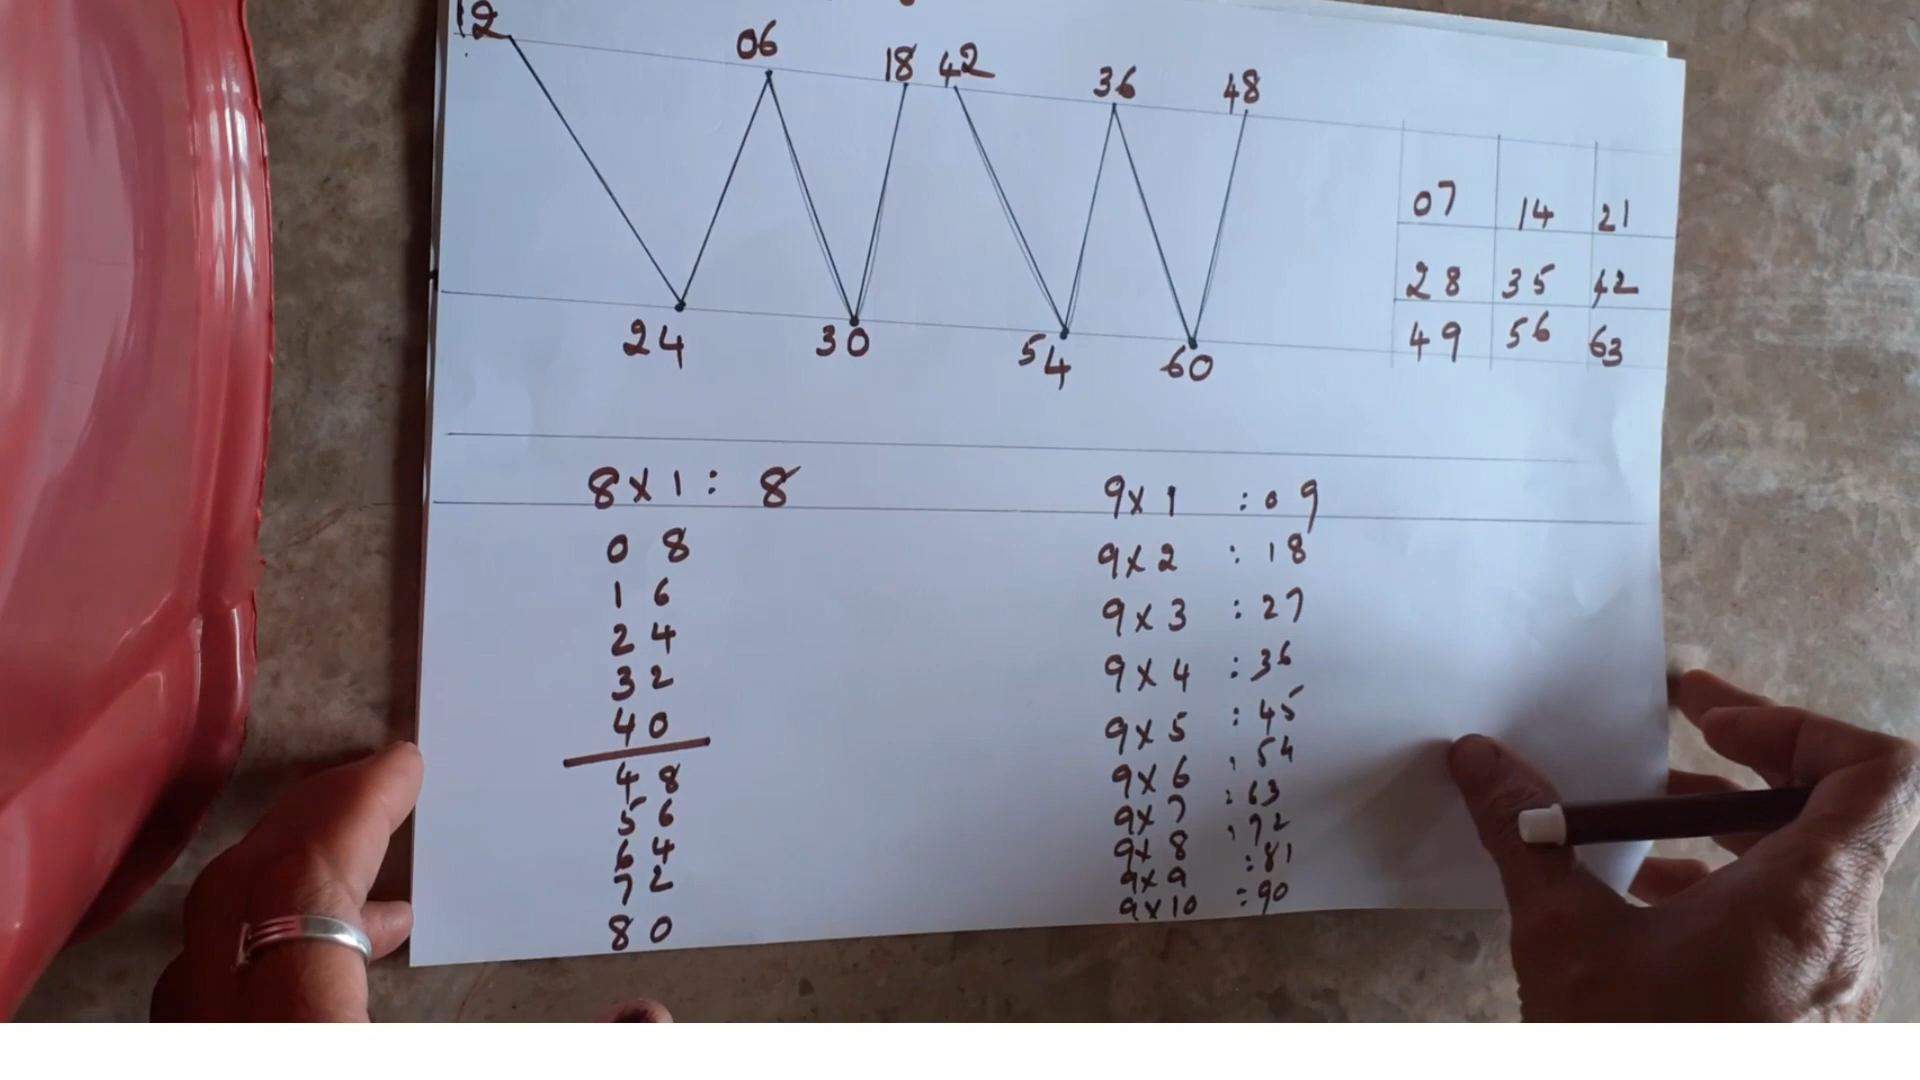 12 06 18 42 36 48
24 30 54 60
07 14 21
28 35 42
49 56 63
8x1: 8
08
16
24
32
40
48
56
64
72
80
9x1 :09
9x2 :18
9x3 :27
9x4 :36
9x5 :45
9x6 :54
9x7 :63
9x8 :72
9x9 :81
9x10 :90